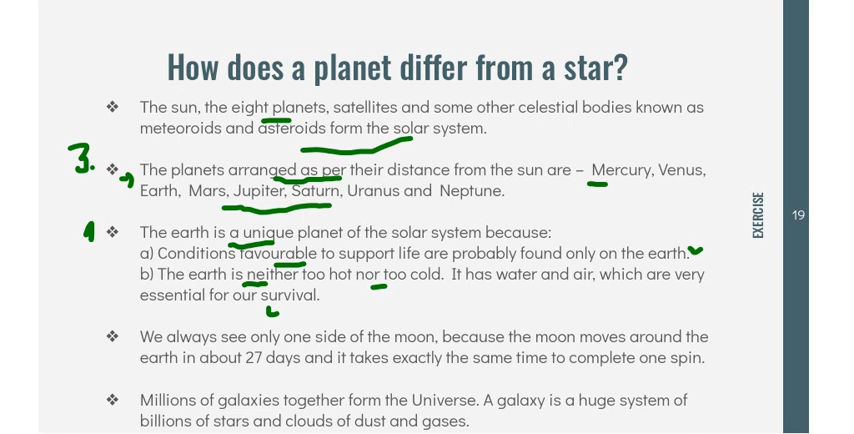 How does a planet differ from a star?
❖ The sun, the eight planets, satellites and some other celestial bodies known as
meteoroids and asteroids form the solar system.
3. ❖ The planets arranged as per their distance from the sun are – Mercury, Venus,
Earth, Mars, Jupiter, Saturn, Uranus and Neptune.
1 ❖ The earth is a unique planet of the solar system because:
a) Conditions favourable to support life are probably found only on the earth.
b) The earth is neither too hot nor too cold. It has water and air, which are very
essential for our survival.
❖ We always see only one side of the moon, because the moon moves around the
earth in about 27 days and it takes exactly the same time to complete one spin.
❖ Millions of galaxies together form the Universe. A galaxy is a huge system of
billions of stars and clouds of dust and gases.
EXERCISE
19